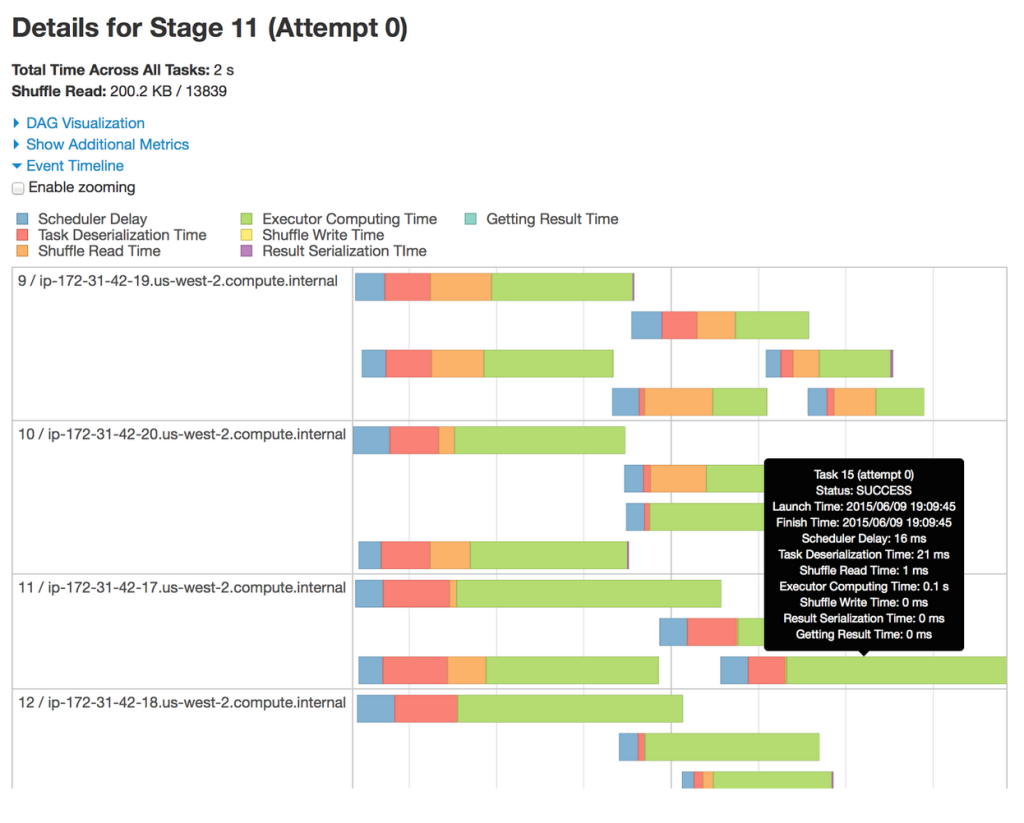 Details for Stage 11 (Attempt 0)
Total Time Across All Tasks: 2 s
Shuffle Read: 200.2 KB / 13839
DAG Visualization
Show Additional Metrics
Event Timeline
Enable zooming
Scheduler Delay
Task Deserialization Time
Shuffle Read Time
Executor Computing Time
Shuffle Write Time
Result Serialization TIme
Getting Result Time
9 / ip-172-31-42-19.us-west-2.compute.internal
10 / ip-172-31-42-20.us-west-2.compute.internal
11 / ip-172-31-42-17.us-west-2.compute.internal
12 / ip-172-31-42-18.us-west-2.compute.internal
Task 15 (attempt 0)
Status: SUCCESS
Launch Time: 2015/06/09 19:09:45
Finish Time: 2015/06/09 19:09:45
Scheduler Delay: 16 ms
Task Deserialization Time: 21 ms
Shuffle Read Time: 1 ms
Executor Computing Time: 0.1 s
Shuffle Write Time: 0 ms
Result Serialization Time: 0 ms
Getting Result Time: 0 ms